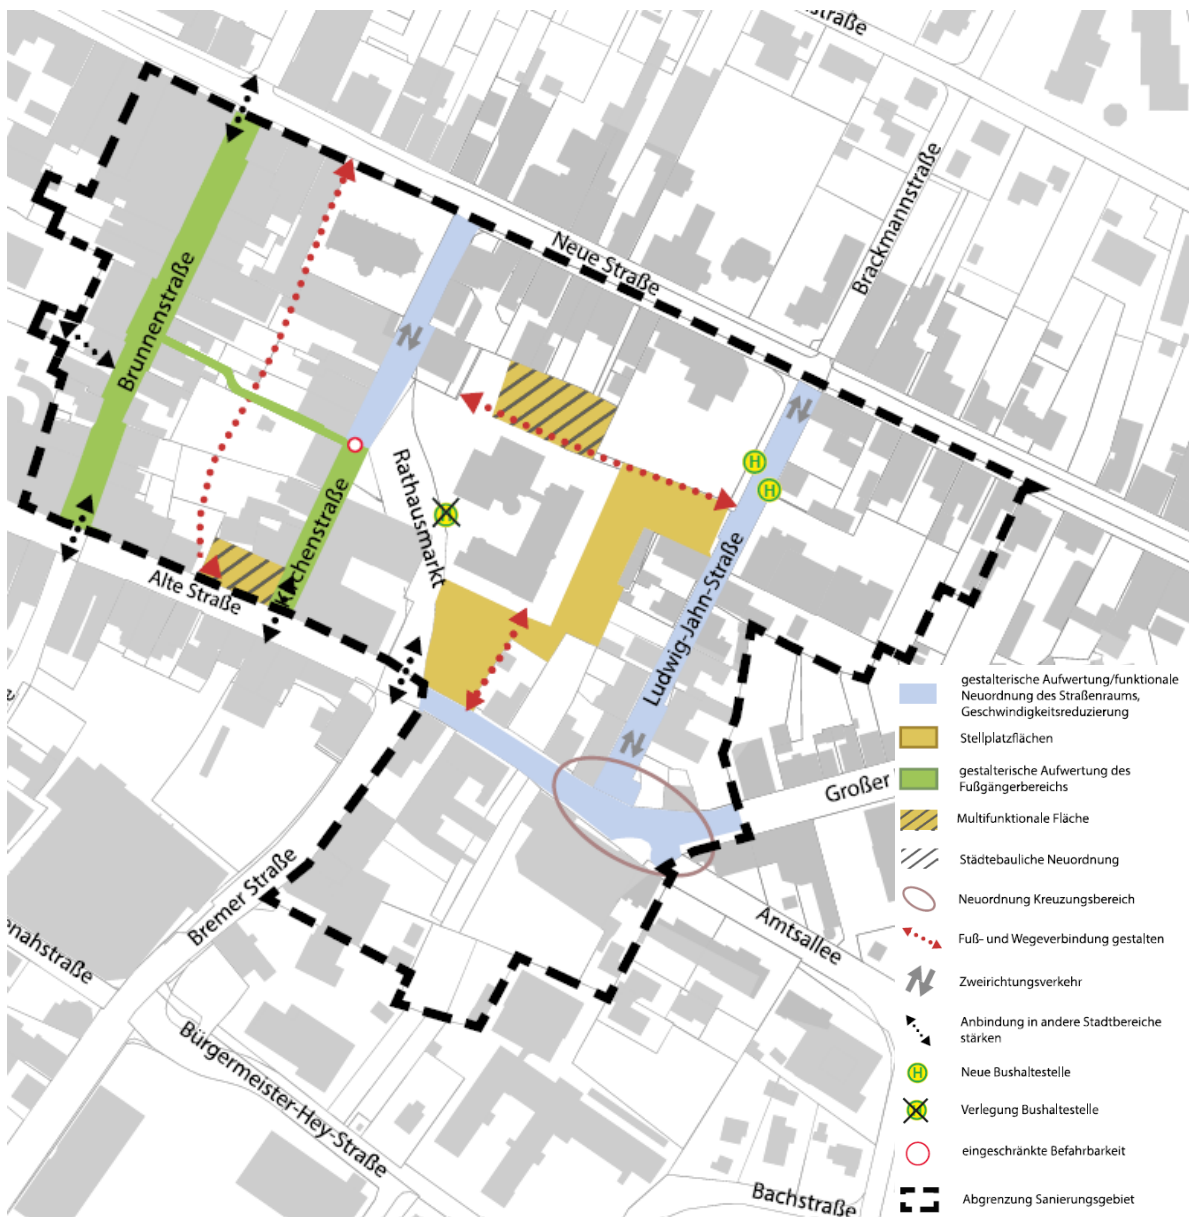 straße
Brackmannstraße
Neue Straße
Brunnenstraße
Rathausmarkt
chenstraße
Alte Straße
Ludwig-Jahn-Straße
H
H
H
Großer
Bremer Straße
enahstraße
Amtsallee
Bürgermeister-Hey-Straße
Bachstraße
gestalterische Aufwertung/funktionale
Neuordnung des Straßenraums,
Geschwindigkeitsreduzierung
Stellplatzflächen
gestalterische Aufwertung des
Fußgängerbereichs
Multifunktionale Fläche
Städtebauliche Neuordnung
Neuordnung Kreuzungsbereich
Fuß- und Wegeverbindung gestalten
Zweirichtungsverkehr
Anbindung in andere Stadtbereiche
stärken
H
Neue Bushaltestelle
H
Verlegung Bushaltestelle
eingeschränkte Befahrbarkeit
Abgrenzung Sanierungsgebiet